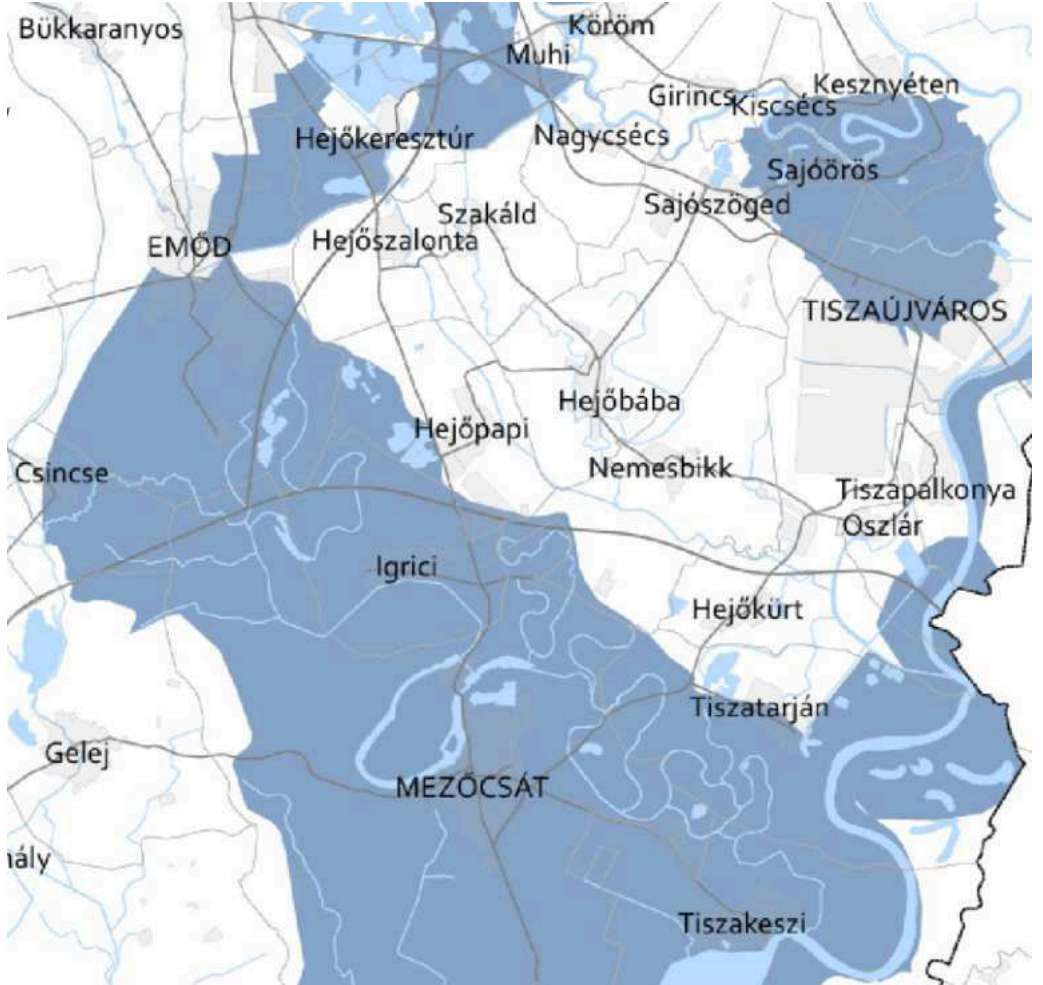 Bükkaranyos
Köröm
Muhi
Kesznyéten
Girincs
Kiscsécs
Hejőkeresztúr
Nagycsécs
Sajóörös
Sajószöged
Szakáld
EMŐD
Hejőszalonta
TISZAÚJVÁROS
Hejőbába
Hejőpapi
Csincse
Nemesbikk
Tiszapalkonya
Oszlár
Igrici
Hejőkürt
Tiszatarján
Gelej
MEZŐCSÁT
hály
Tiszakeszi